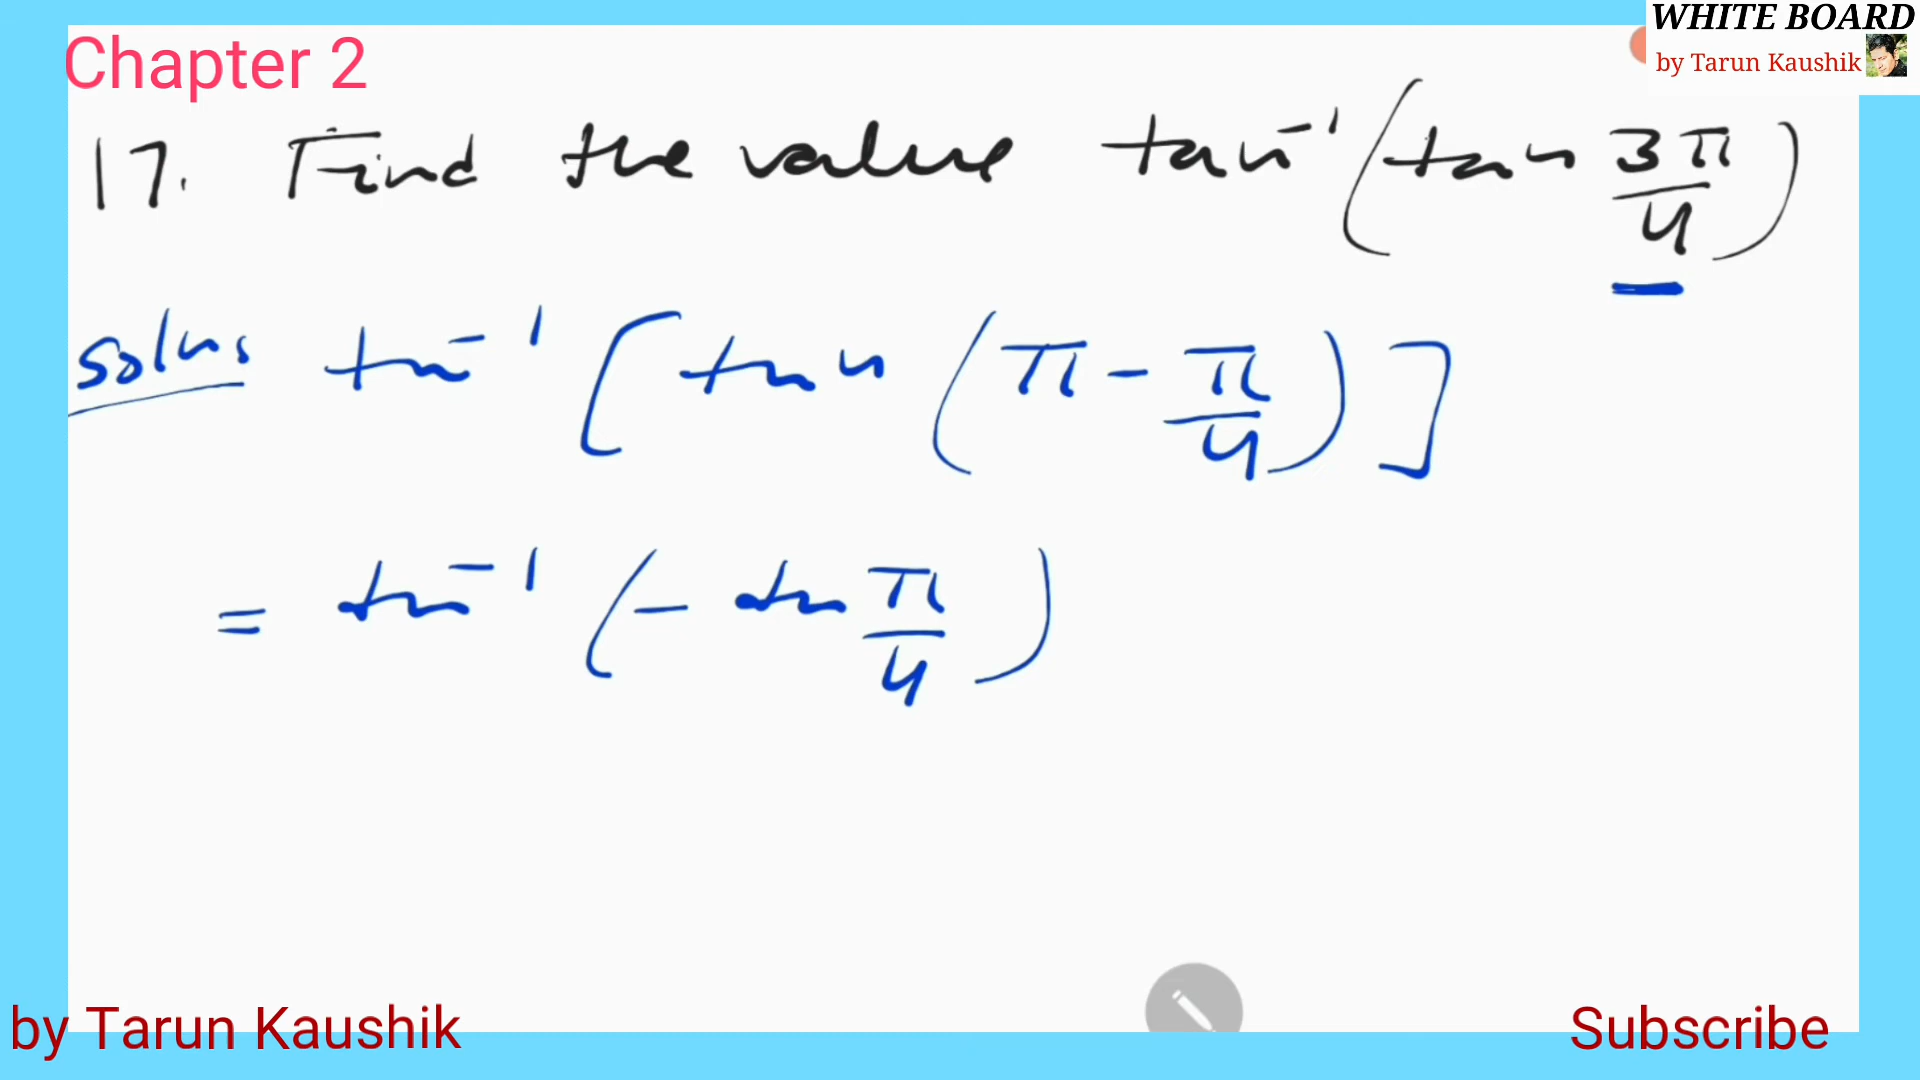 WHITE BOARD
by Tarun Kaushik
Chapter 2
17. Find the value tan⁻¹(tan 3π/4)
solns tan⁻¹[tan(π - π/4)]
= tan⁻¹(- tan π/4)
by Tarun Kaushik
Subscribe